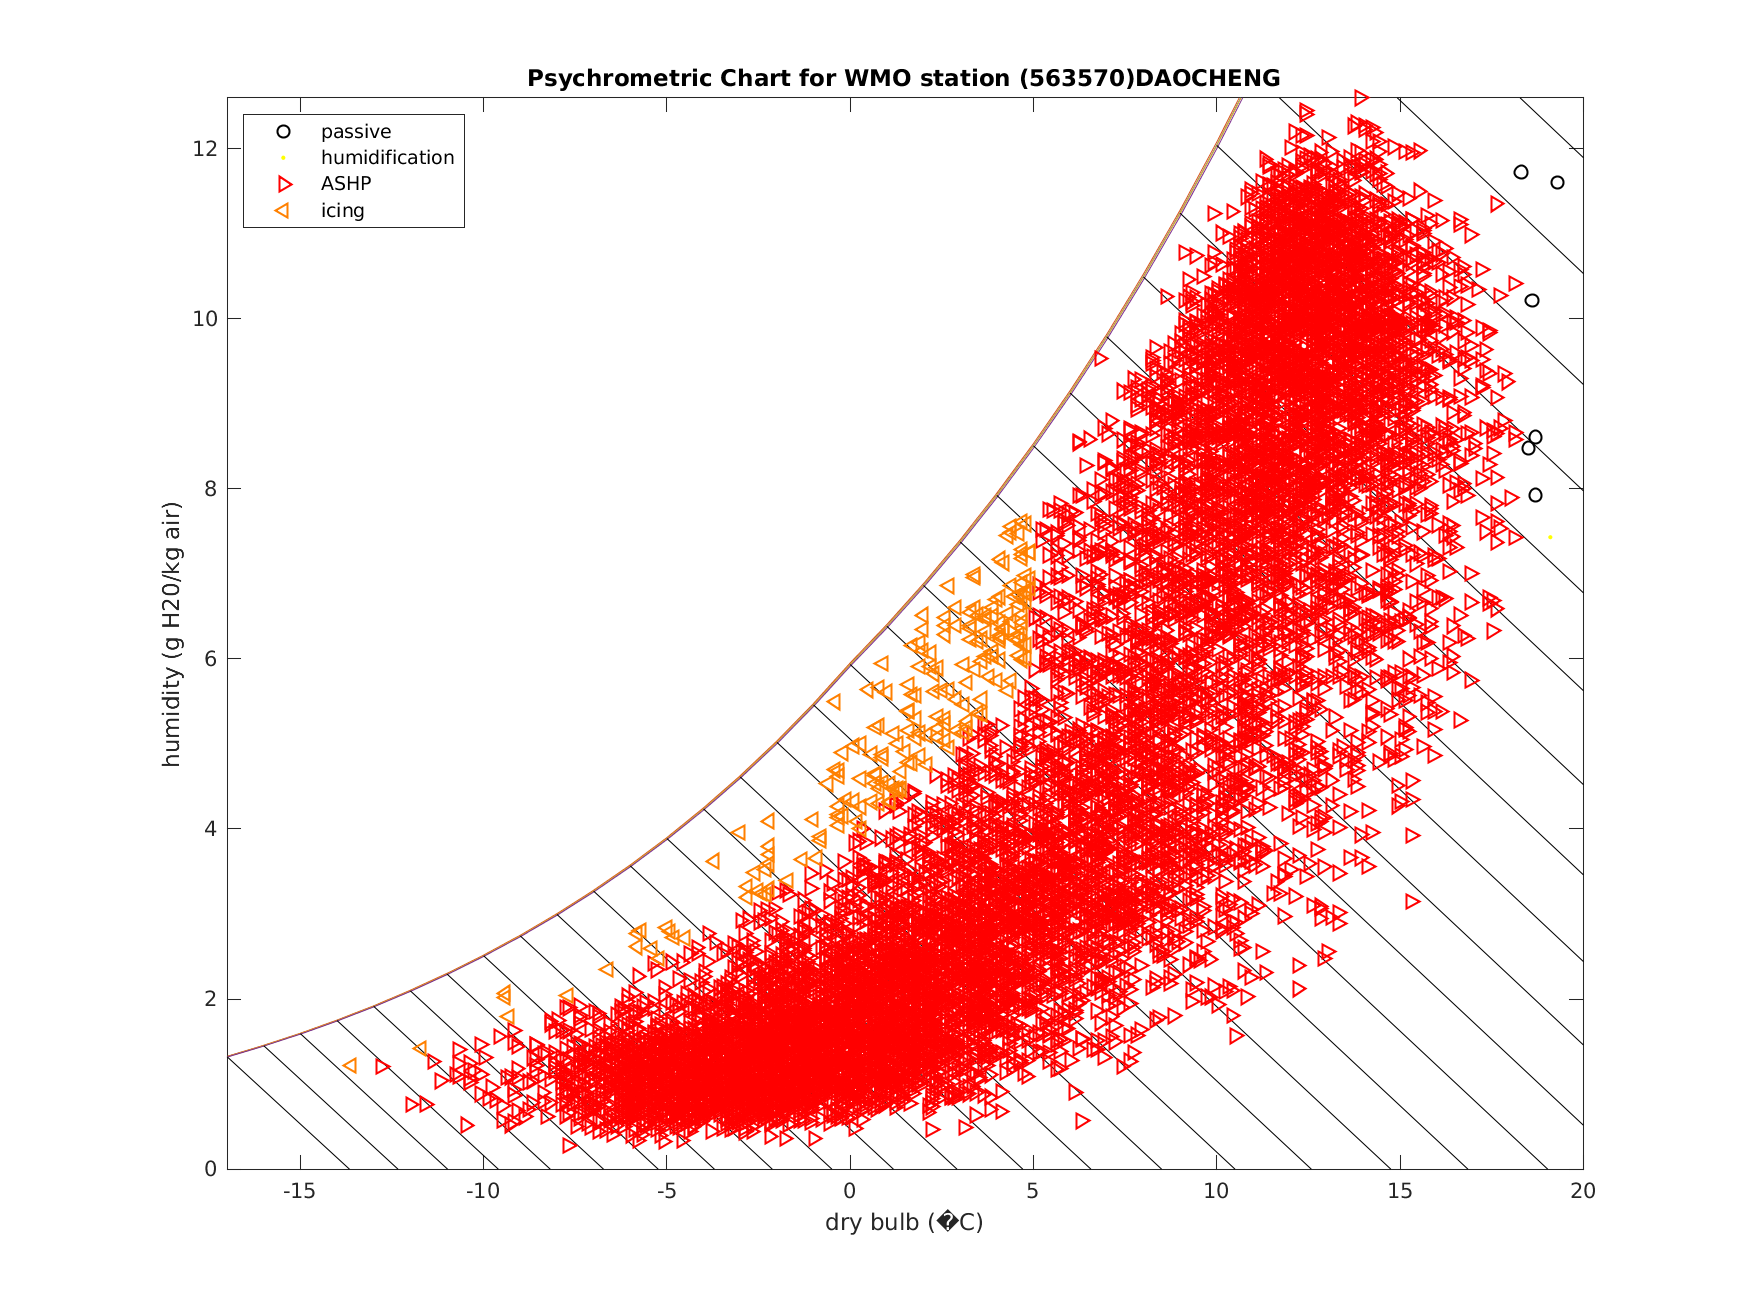 Psychrometric Chart for WMO station (563570)DAOCHENG
passive
humidification
ASHP
icing
12
10
8
6
4
2
0
humidity (g H20/kg air)
-15
-10
-5
0
5
10
15
20
dry bulb (�C)